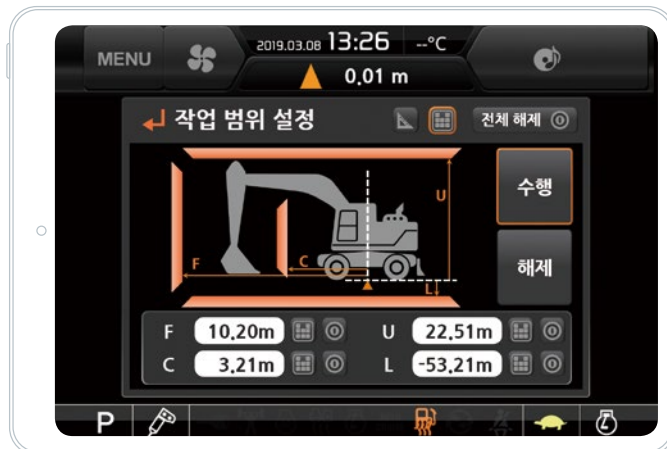 MENU 2019.03.08 13:26 --°C
0.01 m
작업 범위 설정 전체 해제
U
수행
F C
L
해제
F 10.20m U 22.51m
C 3.21m L -53.21m
P